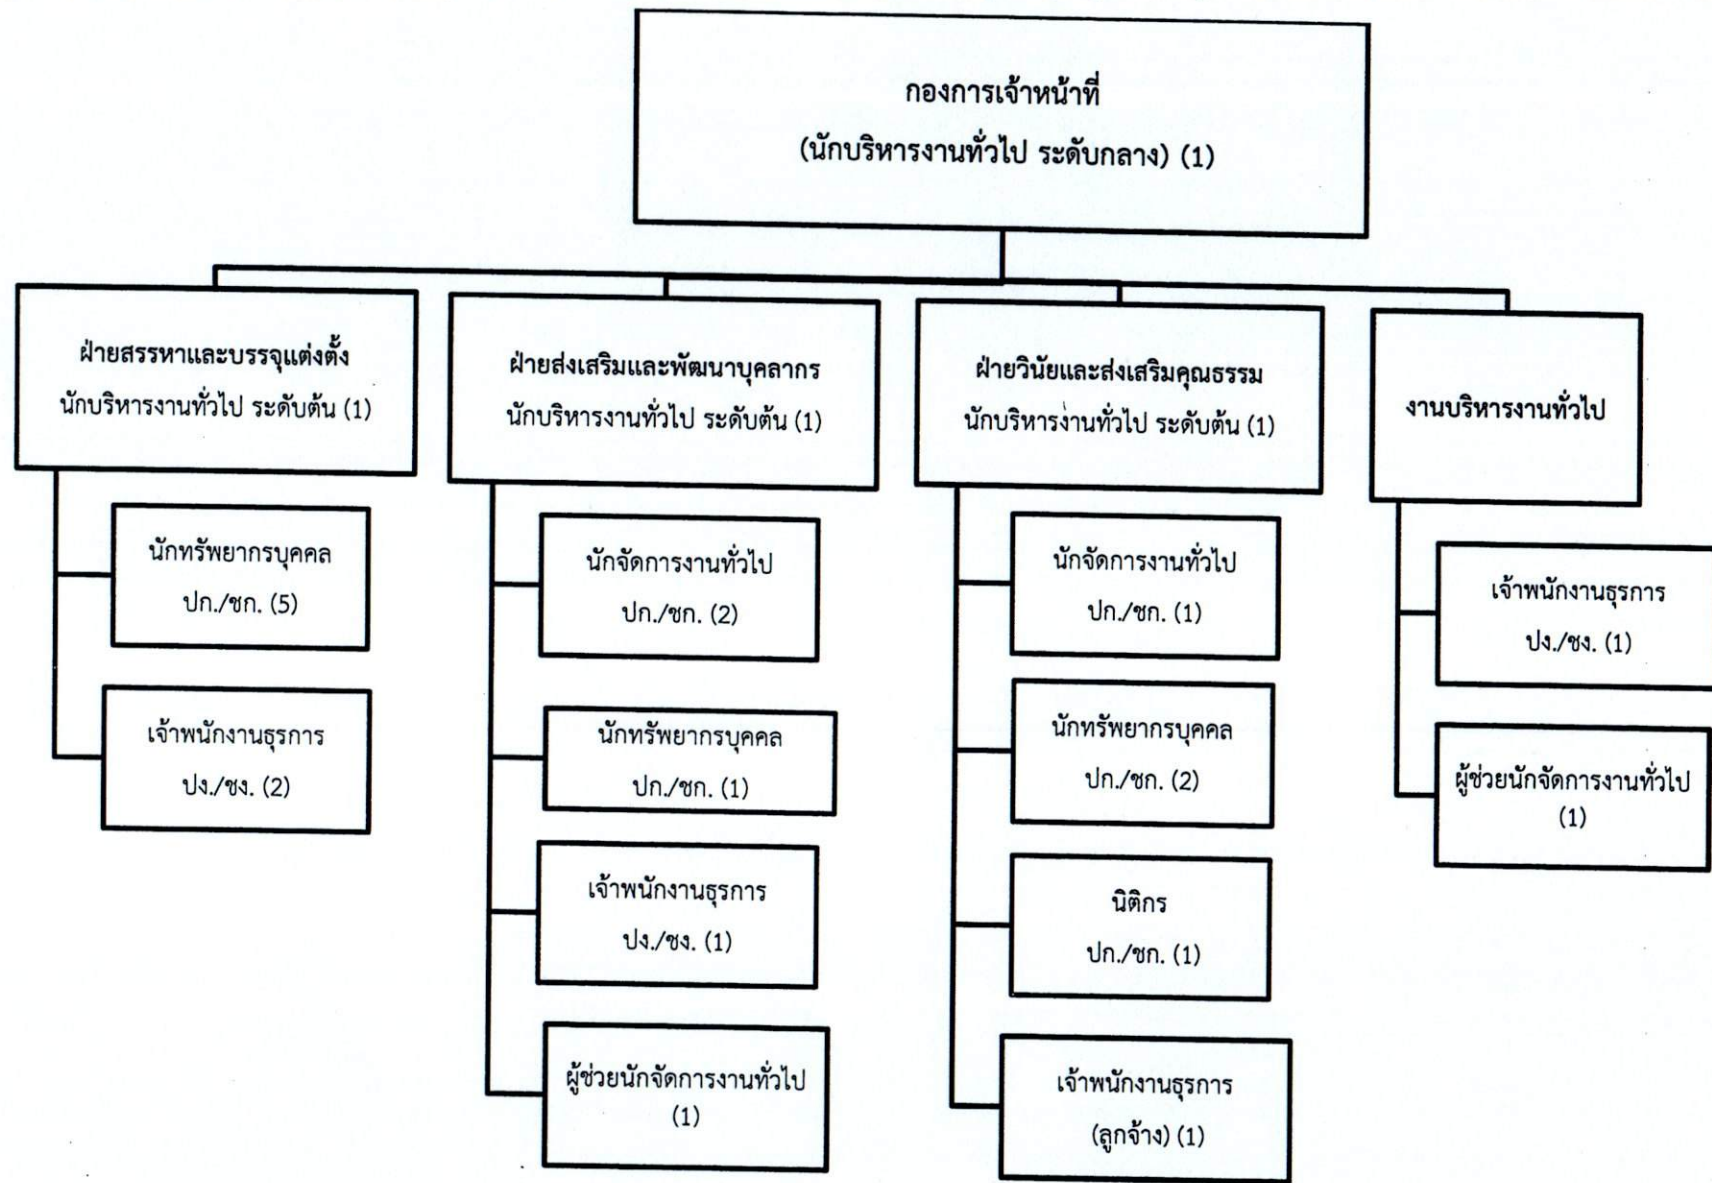 กองการเจ้าหน้าที่
(นักบริหารงานทั่วไป ระดับกลาง) (1)
ฝ่ายสรรหาและบรรจุแต่งตั้ง
นักบริหารงานทั่วไป ระดับต้น (1)
นักทรัพยากรบุคคล
ปก./ชก. (5)
เจ้าพนักงานธุรการ
ปง./ชง. (2)
ฝ่ายส่งเสริมและพัฒนาบุคลากร
นักบริหารงานทั่วไป ระดับต้น (1)
นักจัดการงานทั่วไป
ปก./ชก. (2)
นักทรัพยากรบุคคล
ปก./ชก. (1)
เจ้าพนักงานธุรการ
ปง./ชง. (1)
ผู้ช่วยนักจัดการงานทั่วไป
(1)
ฝ่ายวินัยและส่งเสริมคุณธรรม
นักบริหารงานทั่วไป ระดับต้น (1)
นักจัดการงานทั่วไป
ปก./ชก. (1)
นักทรัพยากรบุคคล
ปก./ชก. (2)
นิติกร
ปก./ชก. (1)
เจ้าพนักงานธุรการ
(ลูกจ้าง) (1)
งานบริหารงานทั่วไป
เจ้าพนักงานธุรการ
ปง./ชง. (1)
ผู้ช่วยนักจัดการงานทั่วไป
(1)